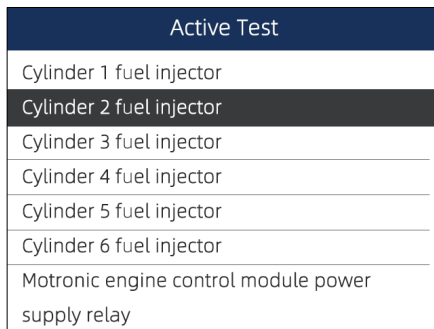 Active Test
Cylinder 1 fuel injector
Cylinder 2 fuel injector
Cylinder 3 fuel injector
Cylinder 4 fuel injector
Cylinder 5 fuel injector
Cylinder 6 fuel injector
Motronic engine control module power
supply relay